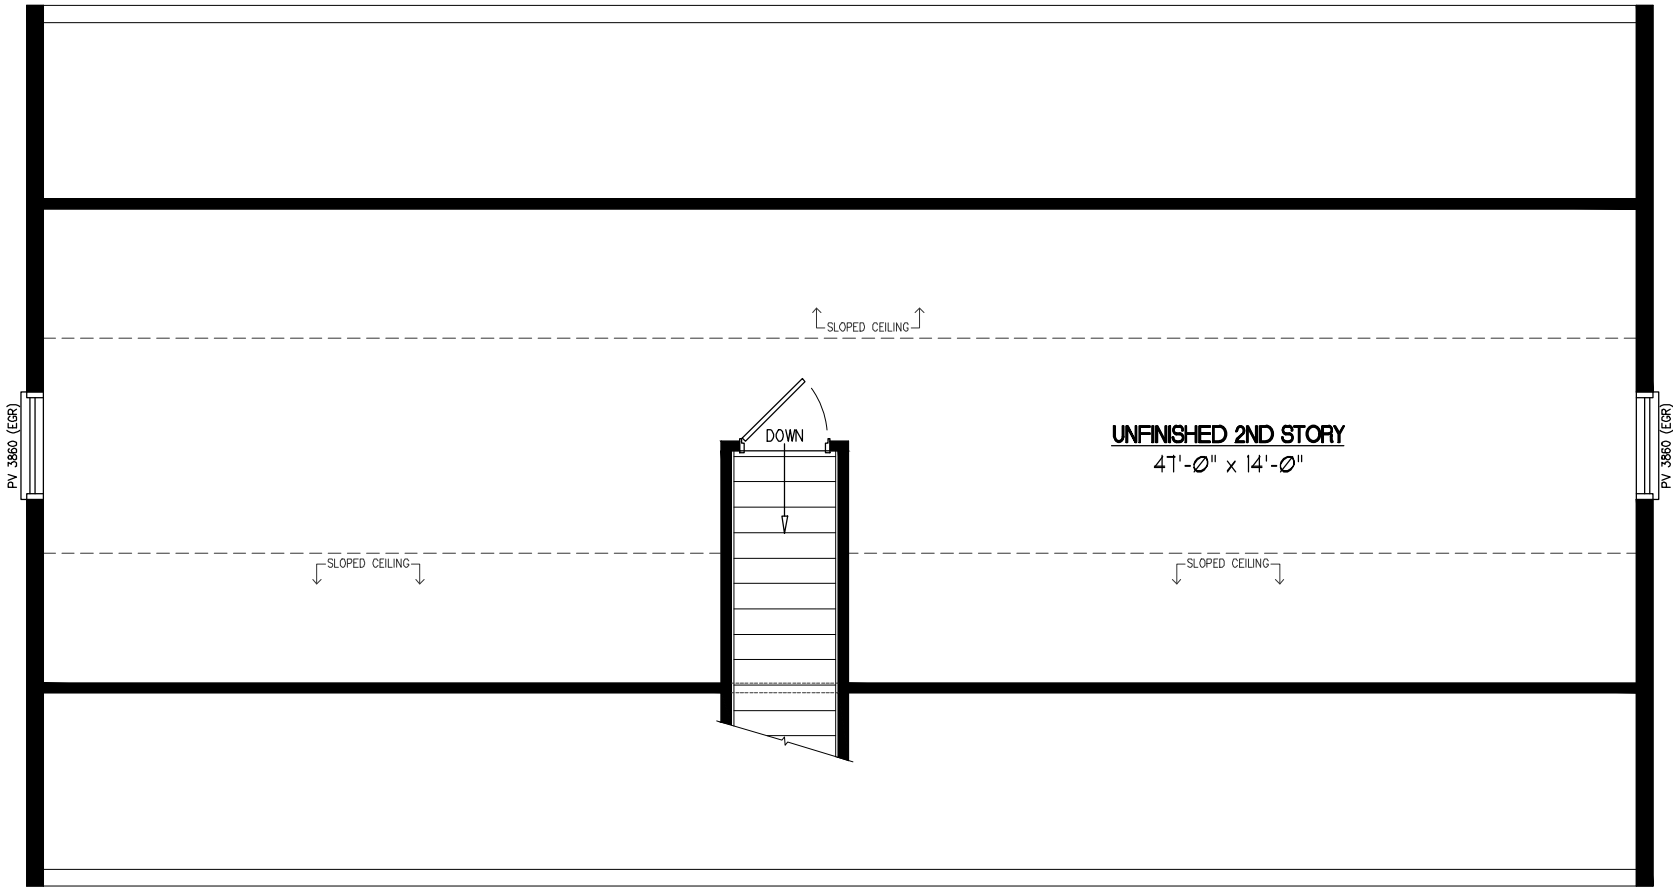 SLOPED CEILING
DOWN
UNFINISHED 2ND STORY
47'-0" x 14'-0"
PV 3860 (EGR)
PV 3860 (EGR)
SLOPED CEILING
SLOPED CEILING